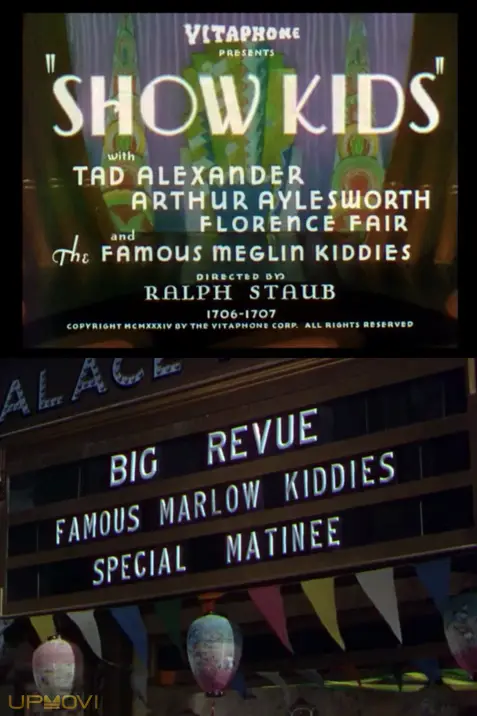 VITAPHONE
PRESENTS
"SHOW KIDS"
with
TAD ALEXANDER
ARTHUR AYLESWORTH
FLORENCE FAIR
and
The FAMOUS MEGLIN KIDDIES
DIRECTED BY
RALPH STAUB
1706-1707
COPYRIGHT MCMXXXIV BY THE VITAPHONE CORP. ALL RIGHTS RESERVED
ALACE
BIG REVUE
FAMOUS MARLOW KIDDIES
SPECIAL MATINEE
UPMOVI